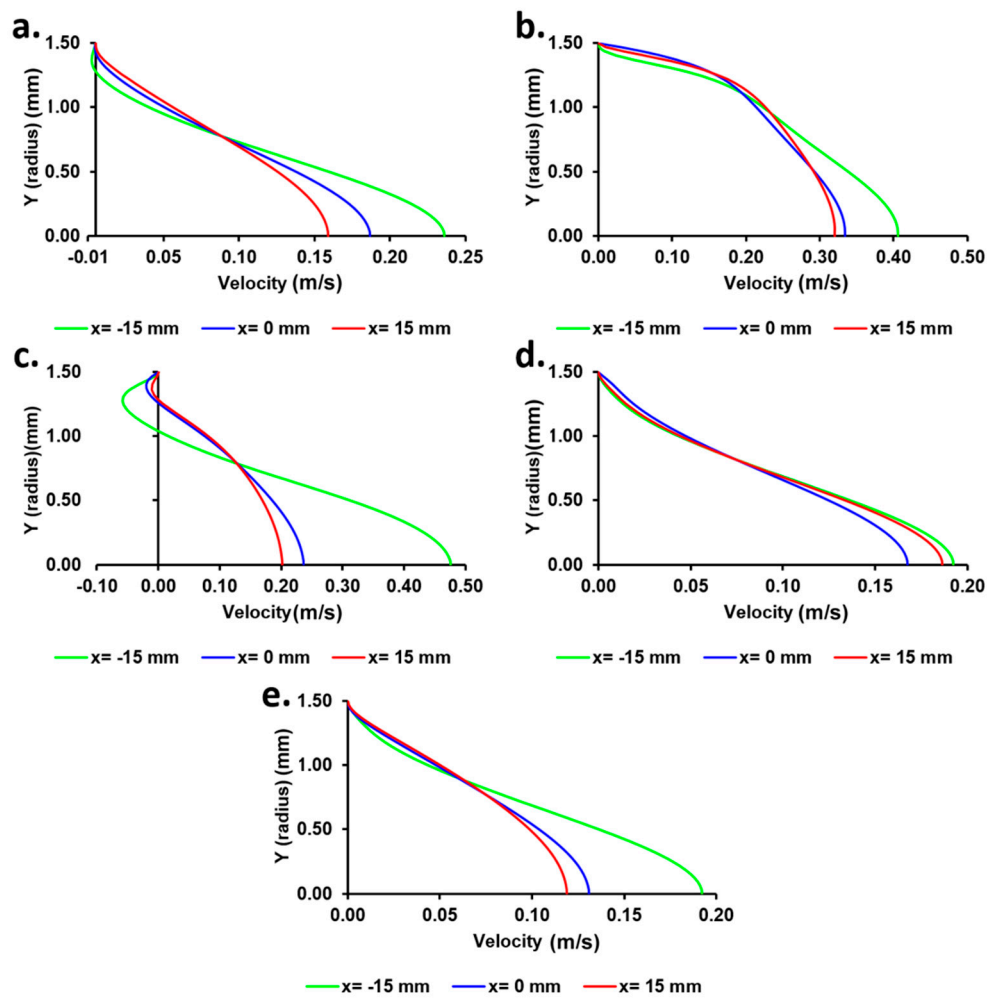 a.
1.50
1.00
0.50
0.00
Y (radius) (mm)
-0.01 0.05 0.10 0.15 0.20 0.25
Velocity (m/s)
x= -15 mm x= 0 mm x= 15 mm
b.
1.50
1.00
0.50
0.00
Y (radius) (mm)
0.00 0.10 0.20 0.30 0.40 0.50
Velocity (m/s)
x= -15 mm x= 0 mm x= 15 mm
c.
1.50
1.00
0.50
0.00
Y (radius)(mm)
-0.10 0.00 0.10 0.20 0.30 0.40 0.50
Velocity(m/s)
x= -15 mm x= 0 mm x= 15 mm
d.
1.50
1.00
0.50
0.00
Y (radius)(mm)
0.00 0.05 0.10 0.15 0.20
Velocity (m/s)
x= -15 mm x= 0 mm x= 15 mm
e.
1.50
1.00
0.50
0.00
Y (radius) (mm)
0.00 0.05 0.10 0.15 0.20
Velocity (m/s)
x= -15 mm x= 0 mm x= 15 mm